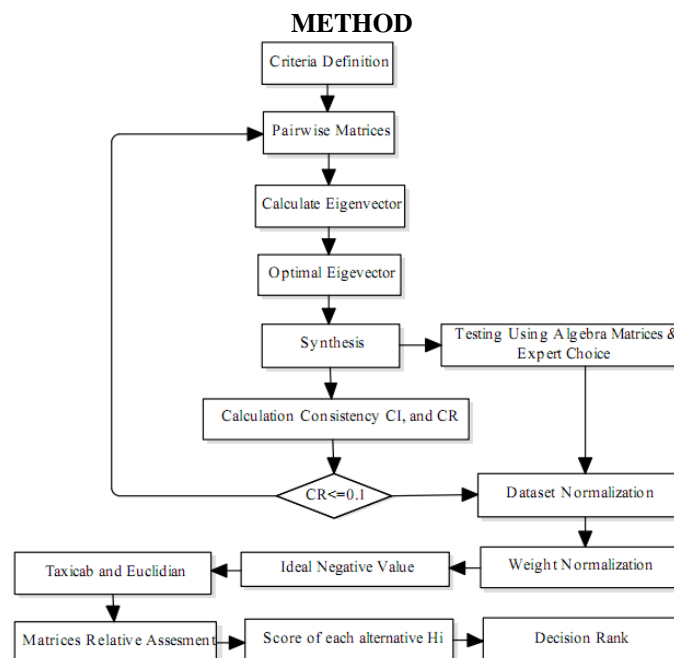 METHOD
Criteria Definition
Pairwise Matrices
Calculate Eigenvector
Optimal Eigevector
Synthesis
Testing Using Algebra Matrices &
Expert Choice
Calculation Consistency CI, and CR
CR<=0.1
Dataset Normalization
Weight Normalization
Ideal Negative Value
Taxicab and Euclidian
Matrices Relative Assesment
Score of each alternative Hi
Decision Rank